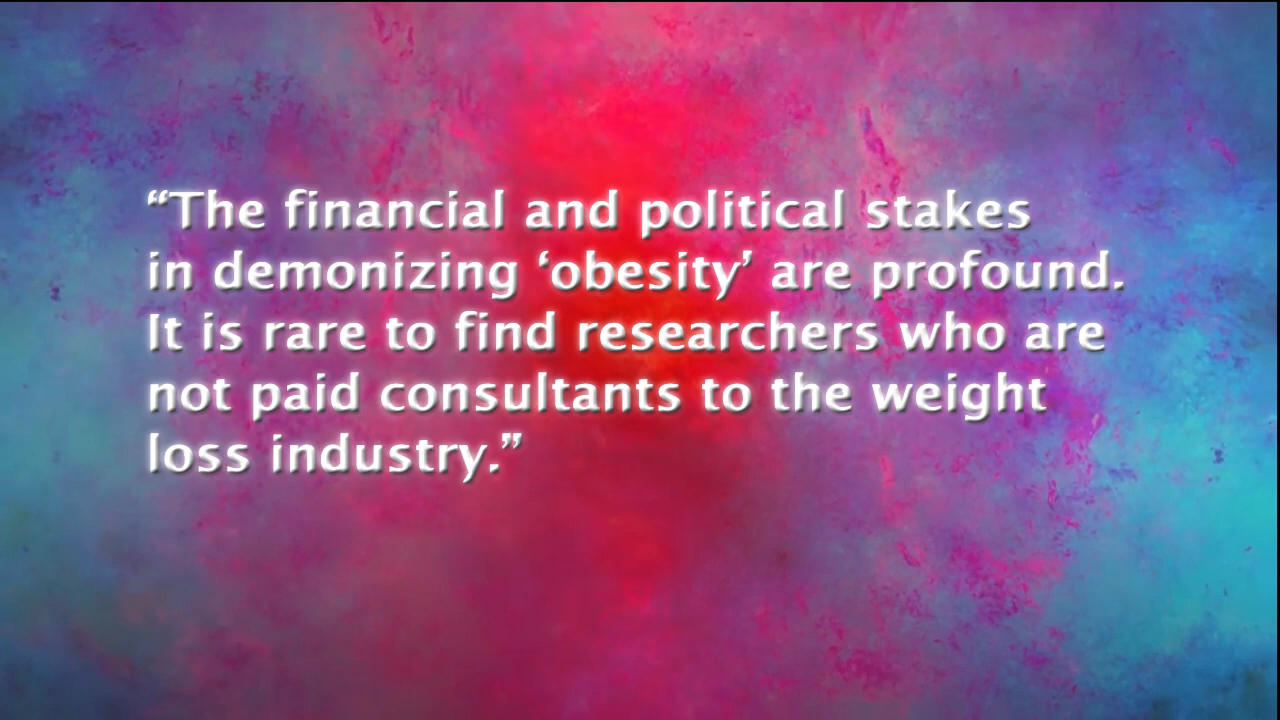 “The financial and political stakes
in demonizing ‘obesity’ are profound.
It is rare to find researchers who are
not paid consultants to the weight
loss industry.”